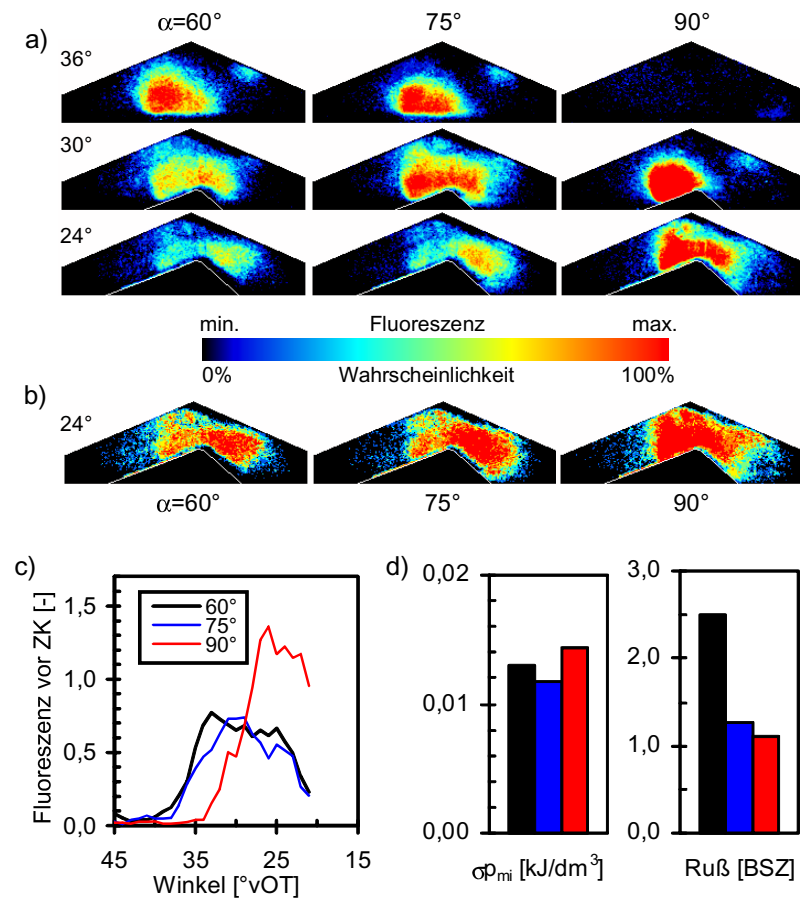 a)
α=60° 75° 90°
36°
30°
24°
min. Fluoreszenz max.
0% Wahrscheinlichkeit 100%
b)
24°
α=60° 75° 90°
c)
Fluoreszenz vor ZK [-]
1,5
1,0
0,5
0,0
60°
75°
90°
45 35 25 15
Winkel [°vOT]
d)
0,02
0,01
0,00
σpmi [kJ/dm³]
3,0
2,0
1,0
0,0
Ruß [BSZ]